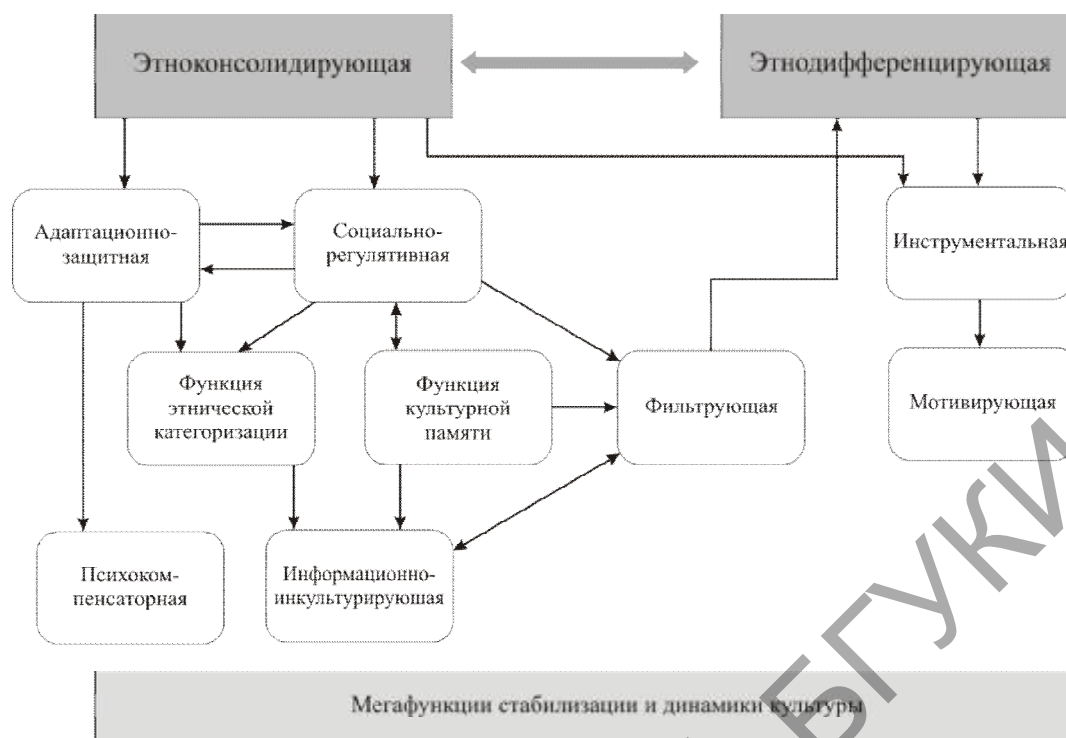 Этноконсолидирующая
Этнодифференцирующая
Адаптационно-
защитная
Социально-
регулятивная
Инструментальная
Функция
этнической
категоризации
Функция
культурной
памяти
Фильтрующая
Мотивирующая
Психоком-
пенсаторная
Информационно-
инкультурируюшая
Мегафункции стабилизации и динамики культуры
БГУКИ